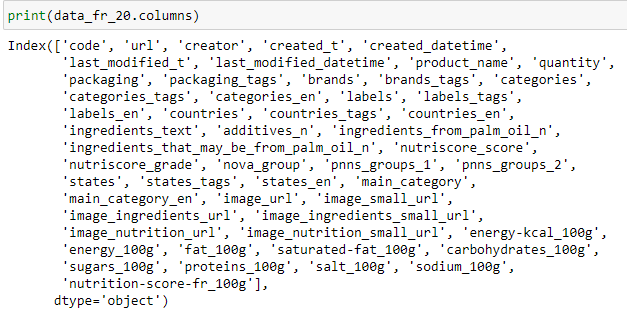 print(data_fr_20.columns)
Index(['code', 'url', 'creator', 'created_t', 'created_datetime',
'last_modified_t', 'last_modified_datetime', 'product_name', 'quantity',
'packaging', 'packaging_tags', 'brands', 'brands_tags', 'categories',
'categories_tags', 'categories_en', 'labels', 'labels_tags',
'labels_en', 'countries', 'countries_tags', 'countries_en',
'ingredients_text', 'additives_n', 'ingredients_from_palm_oil_n',
'ingredients_that_may_be_from_palm_oil_n', 'nutriscore_score',
'nutriscore_grade', 'nova_group', 'pnns_groups_1', 'pnns_groups_2',
'states', 'states_tags', 'states_en', 'main_category',
'main_category_en', 'image_url', 'image_small_url',
'image_ingredients_url', 'image_ingredients_small_url',
'image_nutrition_url', 'image_nutrition_small_url', 'energy-kcal_100g',
'energy_100g', 'fat_100g', 'saturated-fat_100g', 'carbohydrates_100g',
'sugars_100g', 'proteins_100g', 'salt_100g', 'sodium_100g',
'nutrition-score-fr_100g'],
dtype='object')